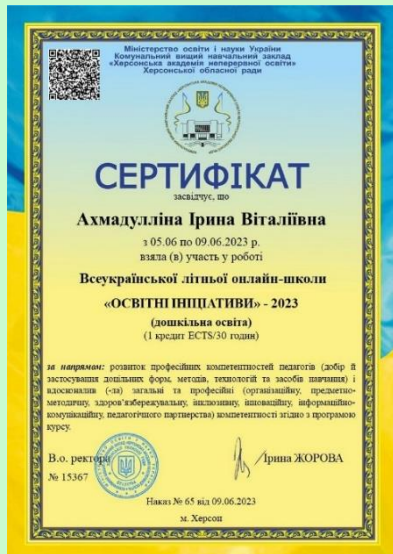 Міністерство освіти і науки України
Комунальний вищий навчальний заклад
«Херсонська академія неперервної освіти»
Херсонської обласної ради
СЕРТИФІКАТ
засвідчує, що
Ахмадулліна Ірина Віталіївна
з 05.06 по 09.06.2023 р.
взяла (в) участь у роботі
Всеукраїнської літньої онлайн-школи
«ОСВІТНІ ІНІЦІАТИВИ» - 2023
(дошкільна освіта)
(1 кредит ECTS/30 годин)
за напрямом: розвиток професійних компетентностей педагогів (добір й
застосування доцільних форм, методів, технологій та засобів навчання) і
вдосконалив (-ла) загальні та професійні (організаційну, предметно-
методичну, здоров'язбережувальну, інклюзивну, інноваційну, інформаційно-
комунікаційну, педагогічного партнерства) компетентності згідно з програмою
курсу.
В.о. ректора Ірина ЖОРОВА
№ 15367
Наказ № 65 від 09.06.2023
м. Херсон